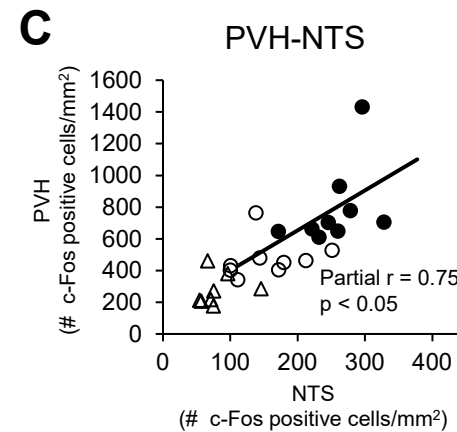 C
PVH-NTS
PVH
(# c-Fos positive cells/mm²)
1600
1400
1200
1000
800
600
400
200
0
Partial r = 0.75
p < 0.05
0 100 200 300 400
NTS
(# c-Fos positive cells/mm²)